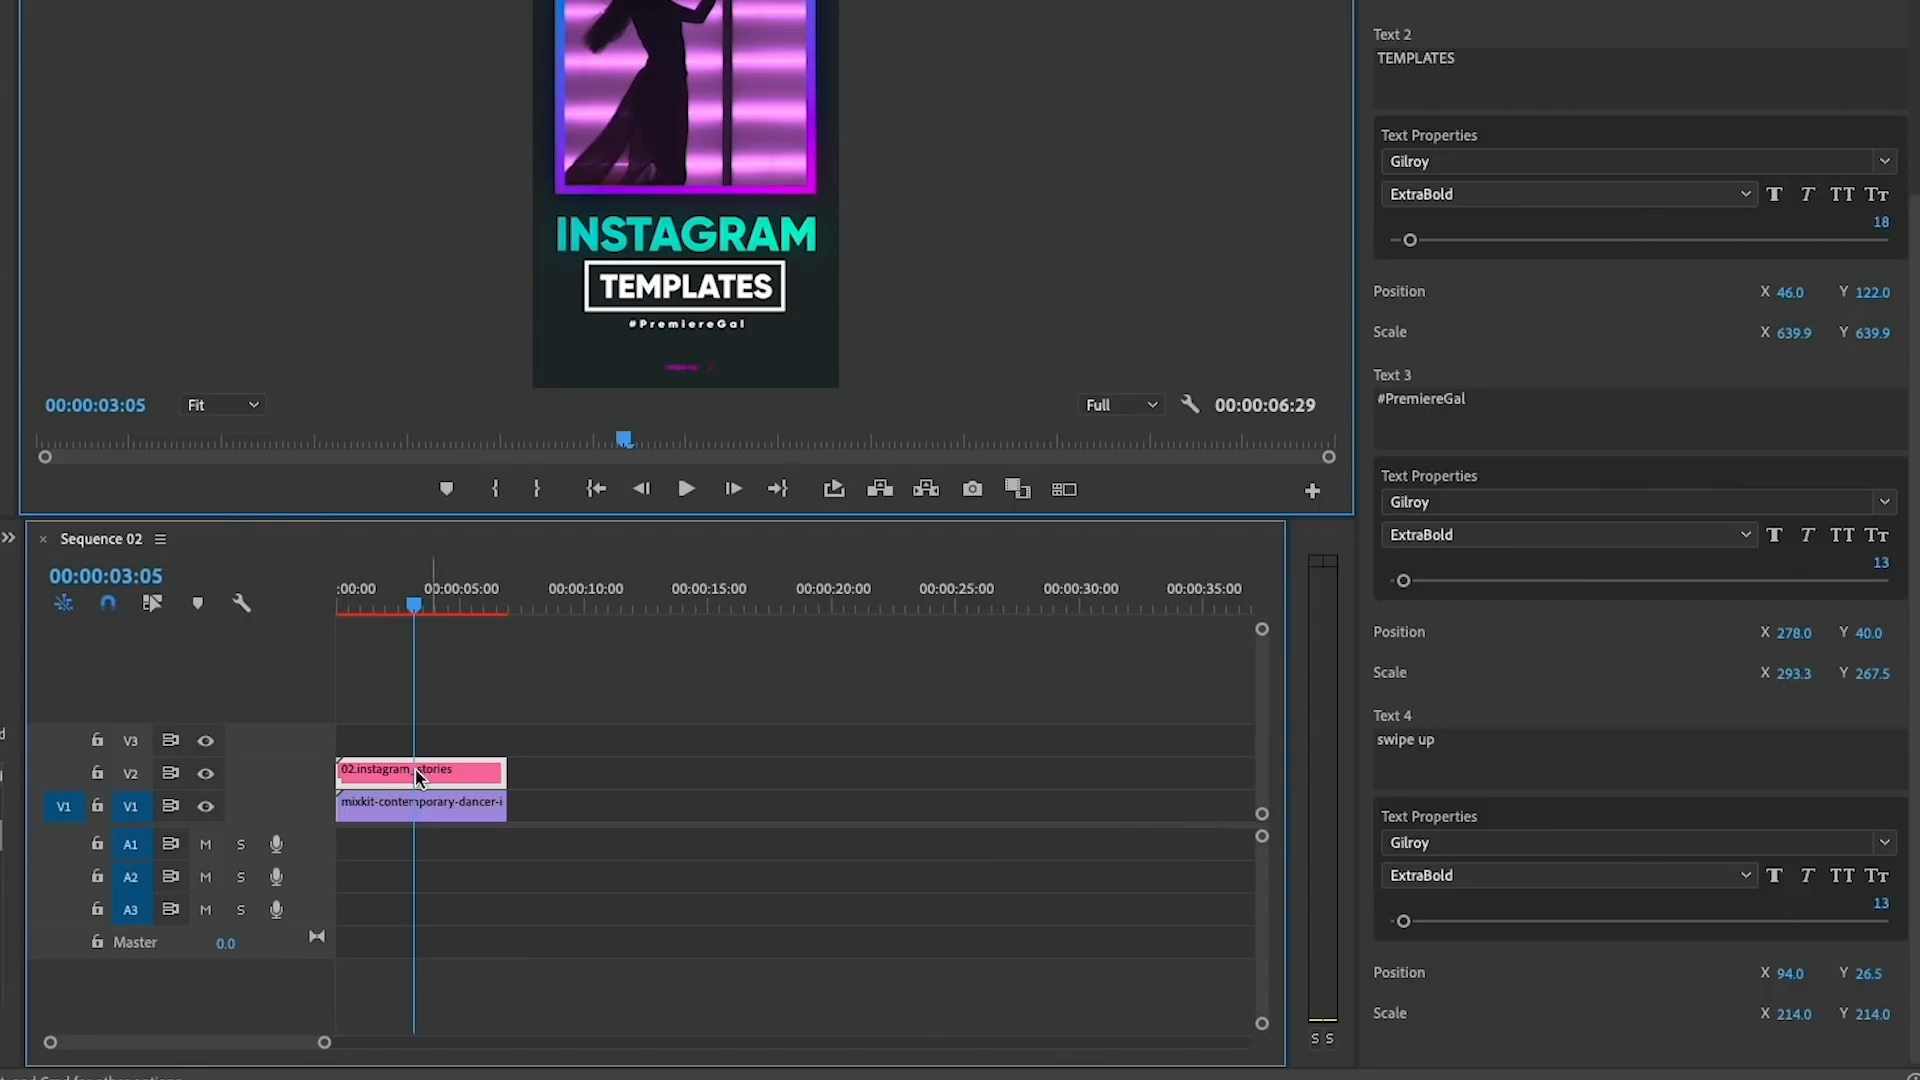 Text 2
TEMPLATES
Text Properties
Gilroy
ExtraBold
18
Position X 46.0 Y 122.0
Scale X 639.9 Y 639.9
Text 3
#PremiereGal
Text Properties
Gilroy
ExtraBold
13
Position X 278.0 Y 40.0
Scale X 293.3 Y 267.5
Text 4
swipe up
Text Properties
Gilroy
ExtraBold
13
Position X 94.0 Y 26.5
Scale X 214.0 Y 214.0
INSTAGRAM
TEMPLATES
#PremiereGal
00:00:03:05 Fit Full 00:00:06:29
Sequence 02
00:00:03:05
:00:00 00:00:05:00 00:00:10:00 00:00:15:00 00:00:20:00 00:00:25:00 00:00:30:00 00:00:35:00
V3
V2 02.instagram_stories
V1 V1 mixkit-contemporary-dancer-i
A1 M S
A2 M S
A3 M S
Master 0.0
S S